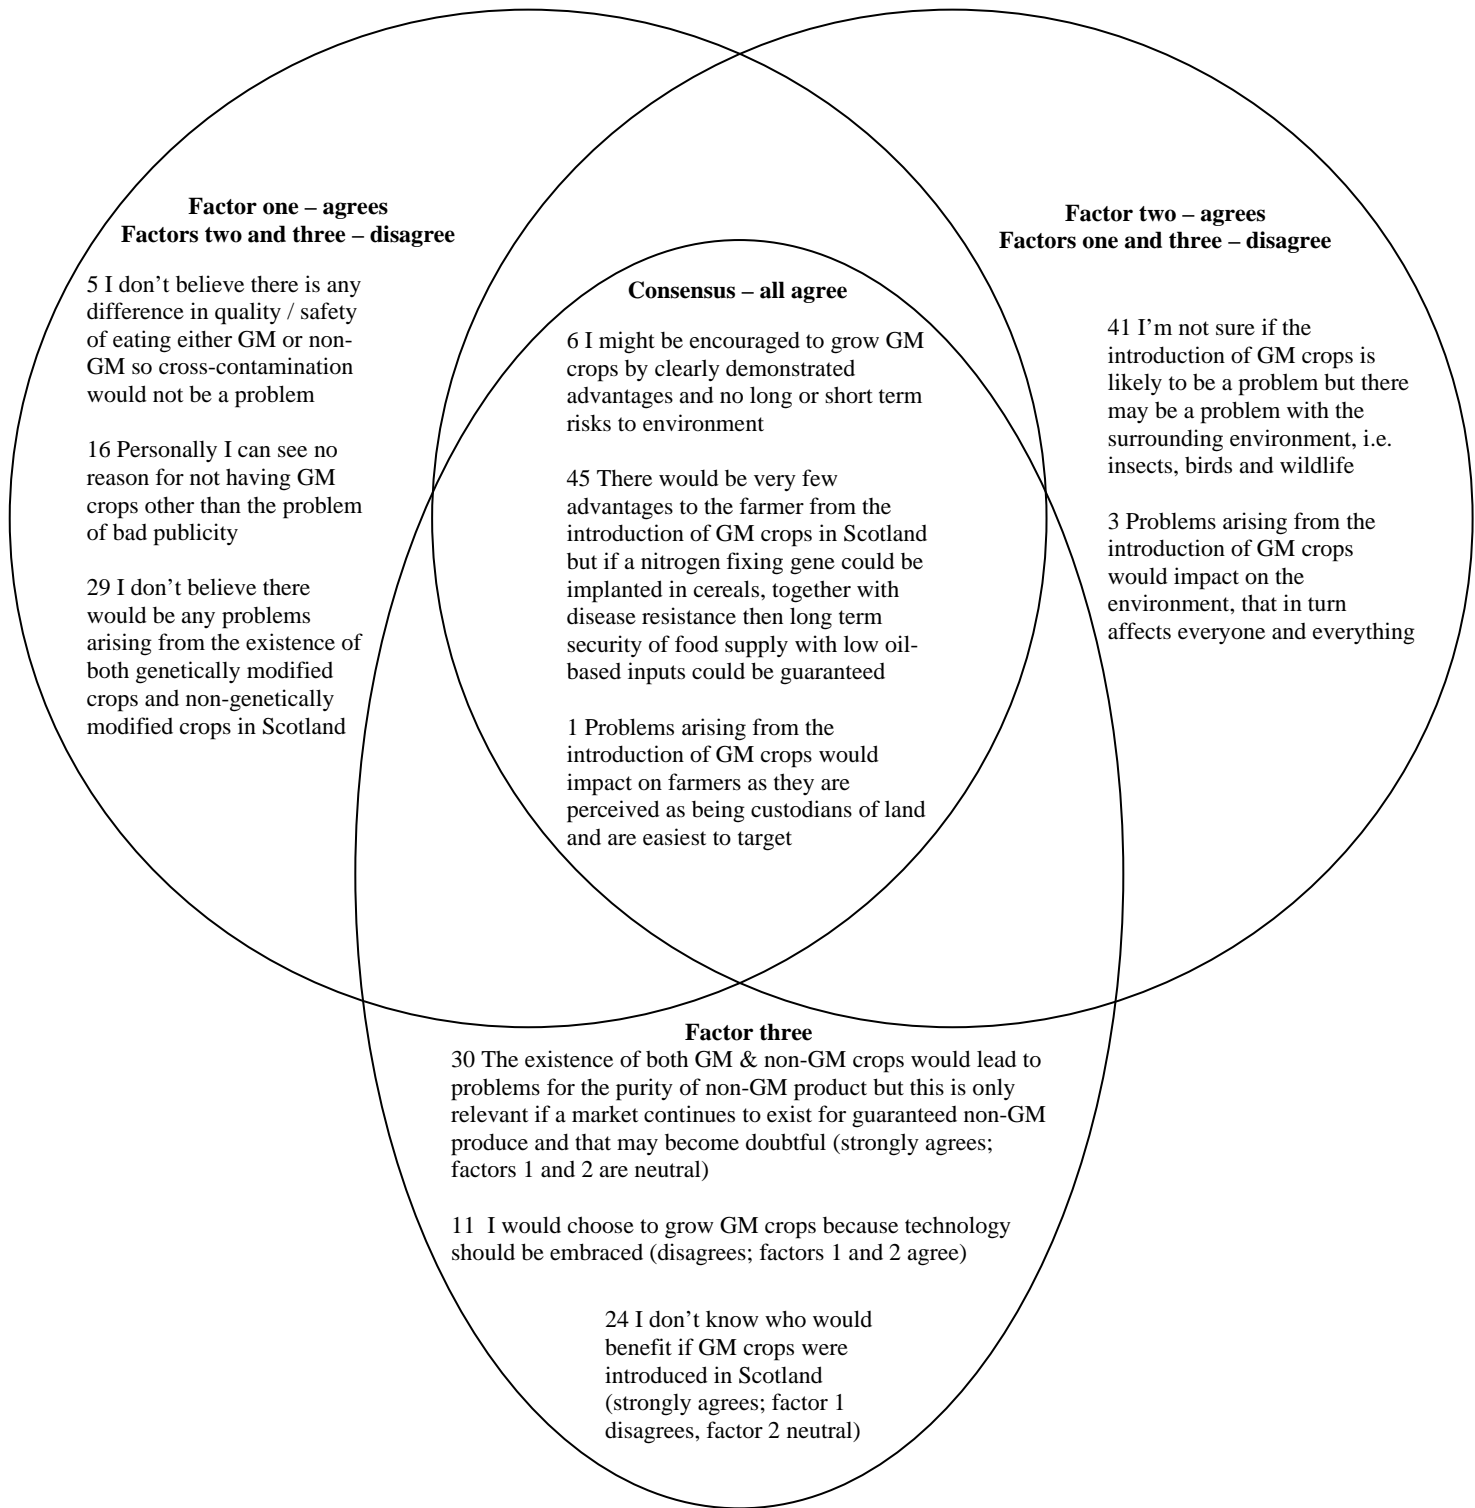 Factor one – agrees
Factors two and three – disagree
5 I don’t believe there is any
difference in quality / safety
of eating either GM or non-
GM so cross-contamination
would not be a problem
16 Personally I can see no
reason for not having GM
crops other than the problem
of bad publicity
29 I don’t believe there
would be any problems
arising from the existence of
both genetically modified
crops and non-genetically
modified crops in Scotland
Consensus – all agree
6 I might be encouraged to grow GM
crops by clearly demonstrated
advantages and no long or short term
risks to environment
45 There would be very few
advantages to the farmer from the
introduction of GM crops in Scotland
but if a nitrogen fixing gene could be
implanted in cereals, together with
disease resistance then long term
security of food supply with low oil-
based inputs could be guaranteed
1 Problems arising from the
introduction of GM crops would
impact on farmers as they are
perceived as being custodians of land
and are easiest to target
Factor two – agrees
Factors one and three – disagree
41 I’m not sure if the
introduction of GM crops is
likely to be a problem but there
may be a problem with the
surrounding environment, i.e.
insects, birds and wildlife
3 Problems arising from the
introduction of GM crops
would impact on the
environment, that in turn
affects everyone and everything
Factor three
30 The existence of both GM & non-GM crops would lead to
problems for the purity of non-GM product but this is only
relevant if a market continues to exist for guaranteed non-GM
produce and that may become doubtful (strongly agrees;
factors 1 and 2 are neutral)
11 I would choose to grow GM crops because technology
should be embraced (disagrees; factors 1 and 2 agree)
24 I don’t know who would
benefit if GM crops were
introduced in Scotland
(strongly agrees; factor 1
disagrees, factor 2 neutral)